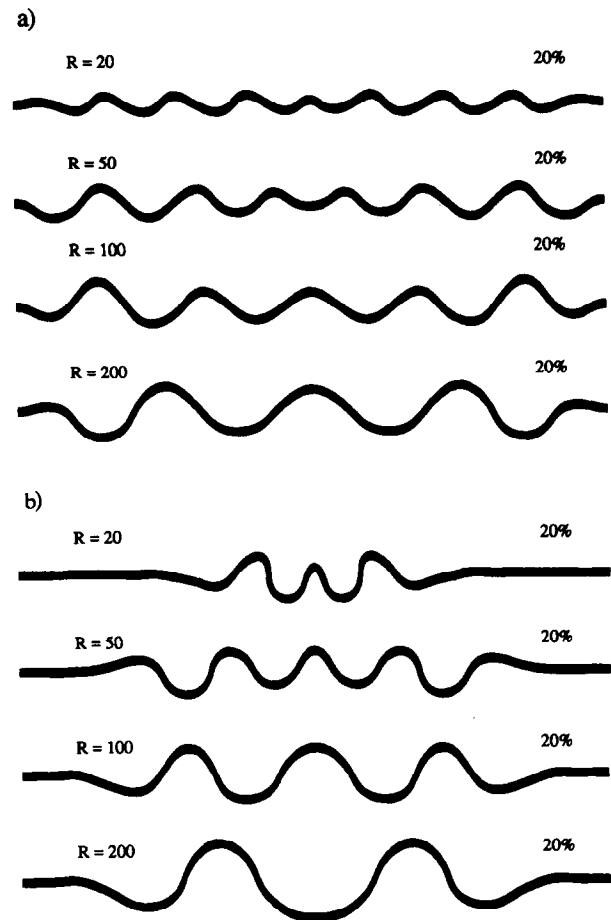 a)
R = 20 20%
R = 50 20%
R = 100 20%
R = 200 20%
b)
R = 20 20%
R = 50 20%
R = 100 20%
R = 200 20%